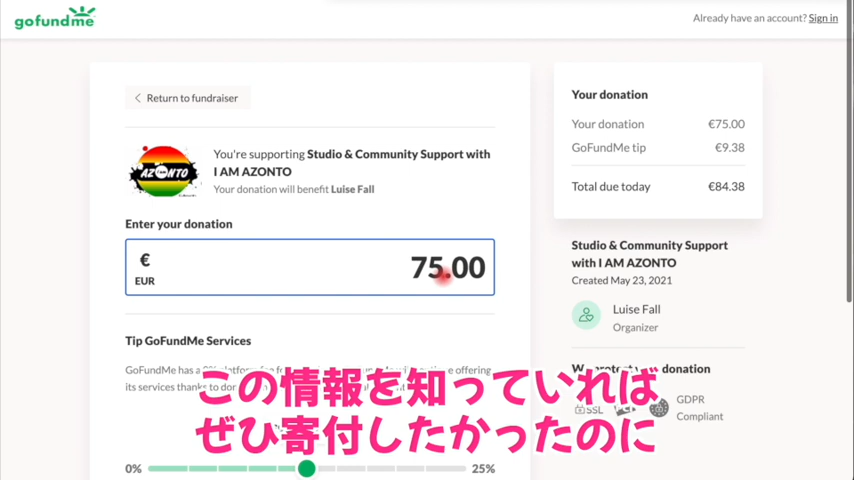 gofundme
Already have an account? Sign in
Return to fundraiser
AZONTO
You're supporting Studio & Community Support with
I AM AZONTO
Your donation will benefit Luise Fall
Enter your donation
€
EUR
75.00
Tip GoFundMe Services
GoFundMe has a
offering
its services thanks to
この情報を知っていれば
ぜひ寄付したかったのに
0%
25%
Your donation
Your donation €75.00
GoFundMe tip €9.38
Total due today €84.38
Studio & Community Support
with I AM AZONTO
Created May 23, 2021
Luise Fall
Organizer
donation
SSL
GDPR
Compliant